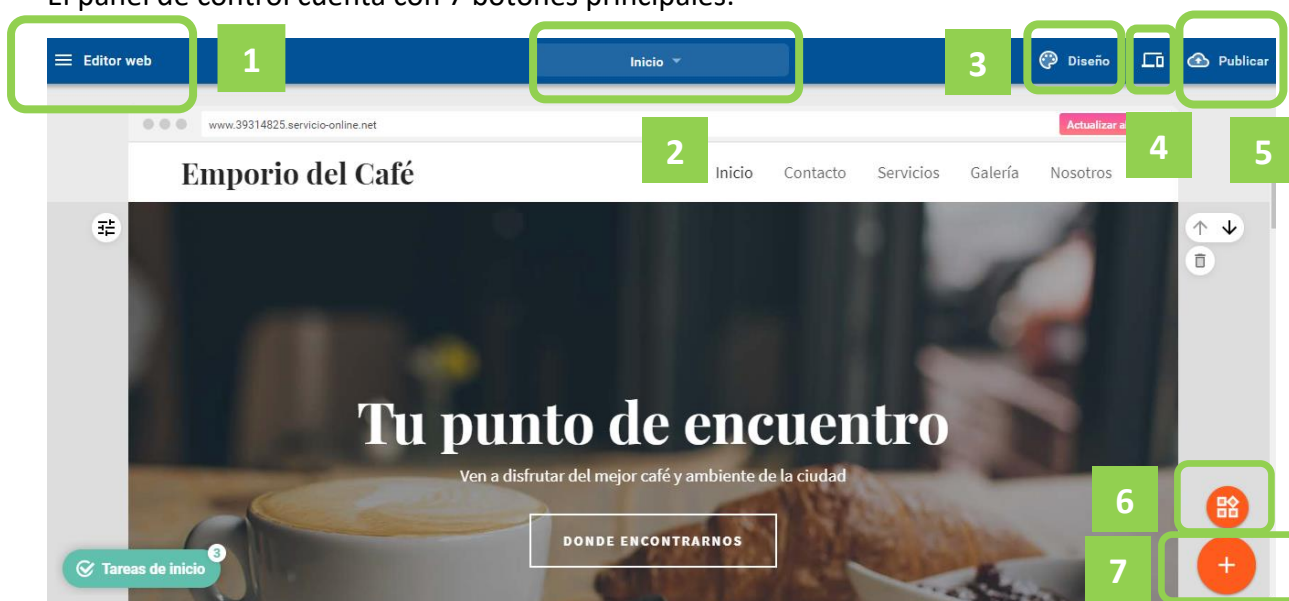 El panel de control cuenta con 7 botones principales:
Editor web
1
Inicio
3
Diseño
Publicar
www.39314825.servicio-online.net
Actualizar a
2
4
5
Emporio del Café
Inicio Contacto Servicios Galería Nosotros
Tu punto de encuentro
Ven a disfrutar del mejor café y ambiente de la ciudad
6
DONDE ENCONTRARNOS
3
Tareas de inicio
7